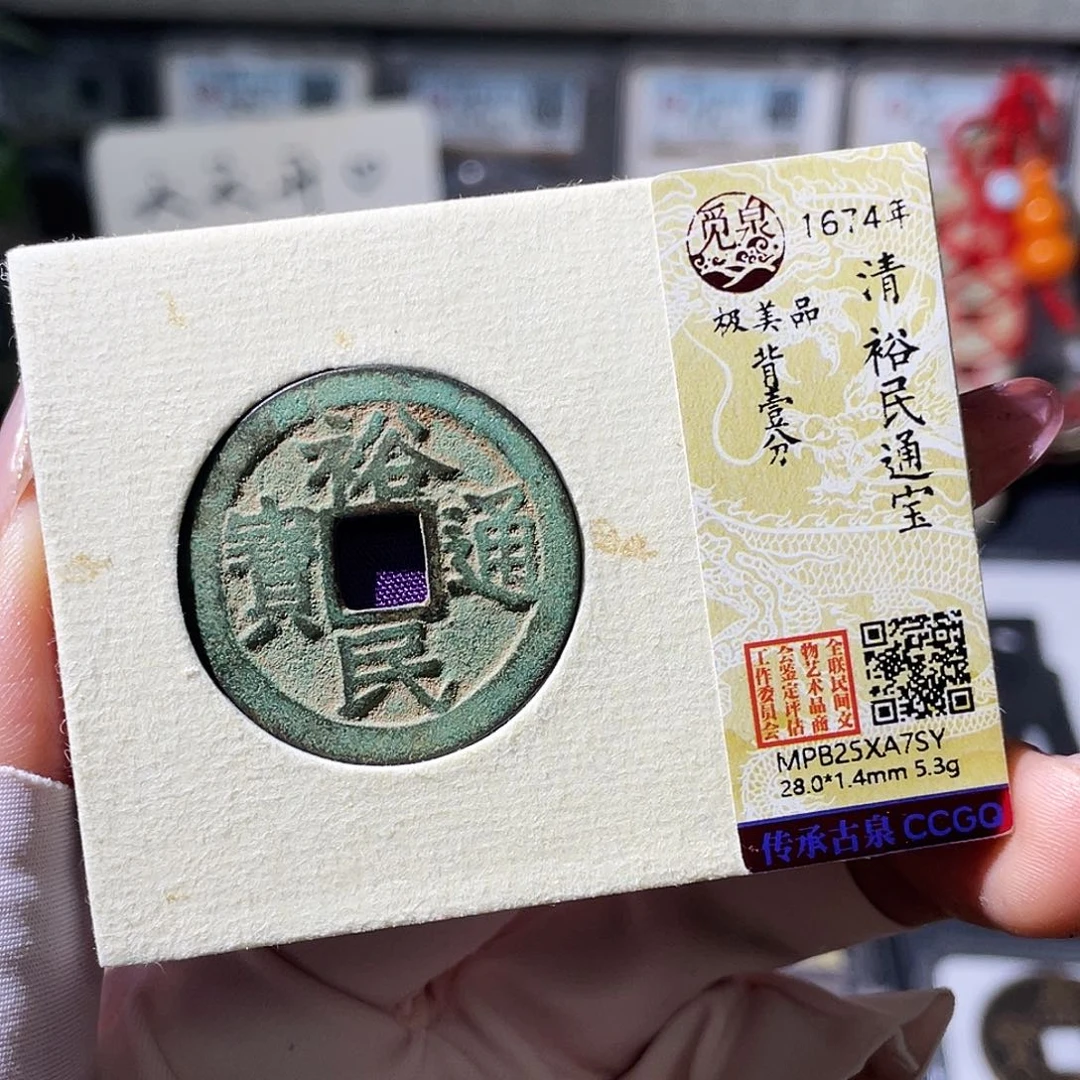 裕民通寳
觅泉
1674年
清 裕民通宝
极美品
背壹分
全联民间文
物艺术品商
会鉴定评估
工作委员会
MPB25XA7SY
28.0*1.4mm 5.3g
传承古泉 CCGQ